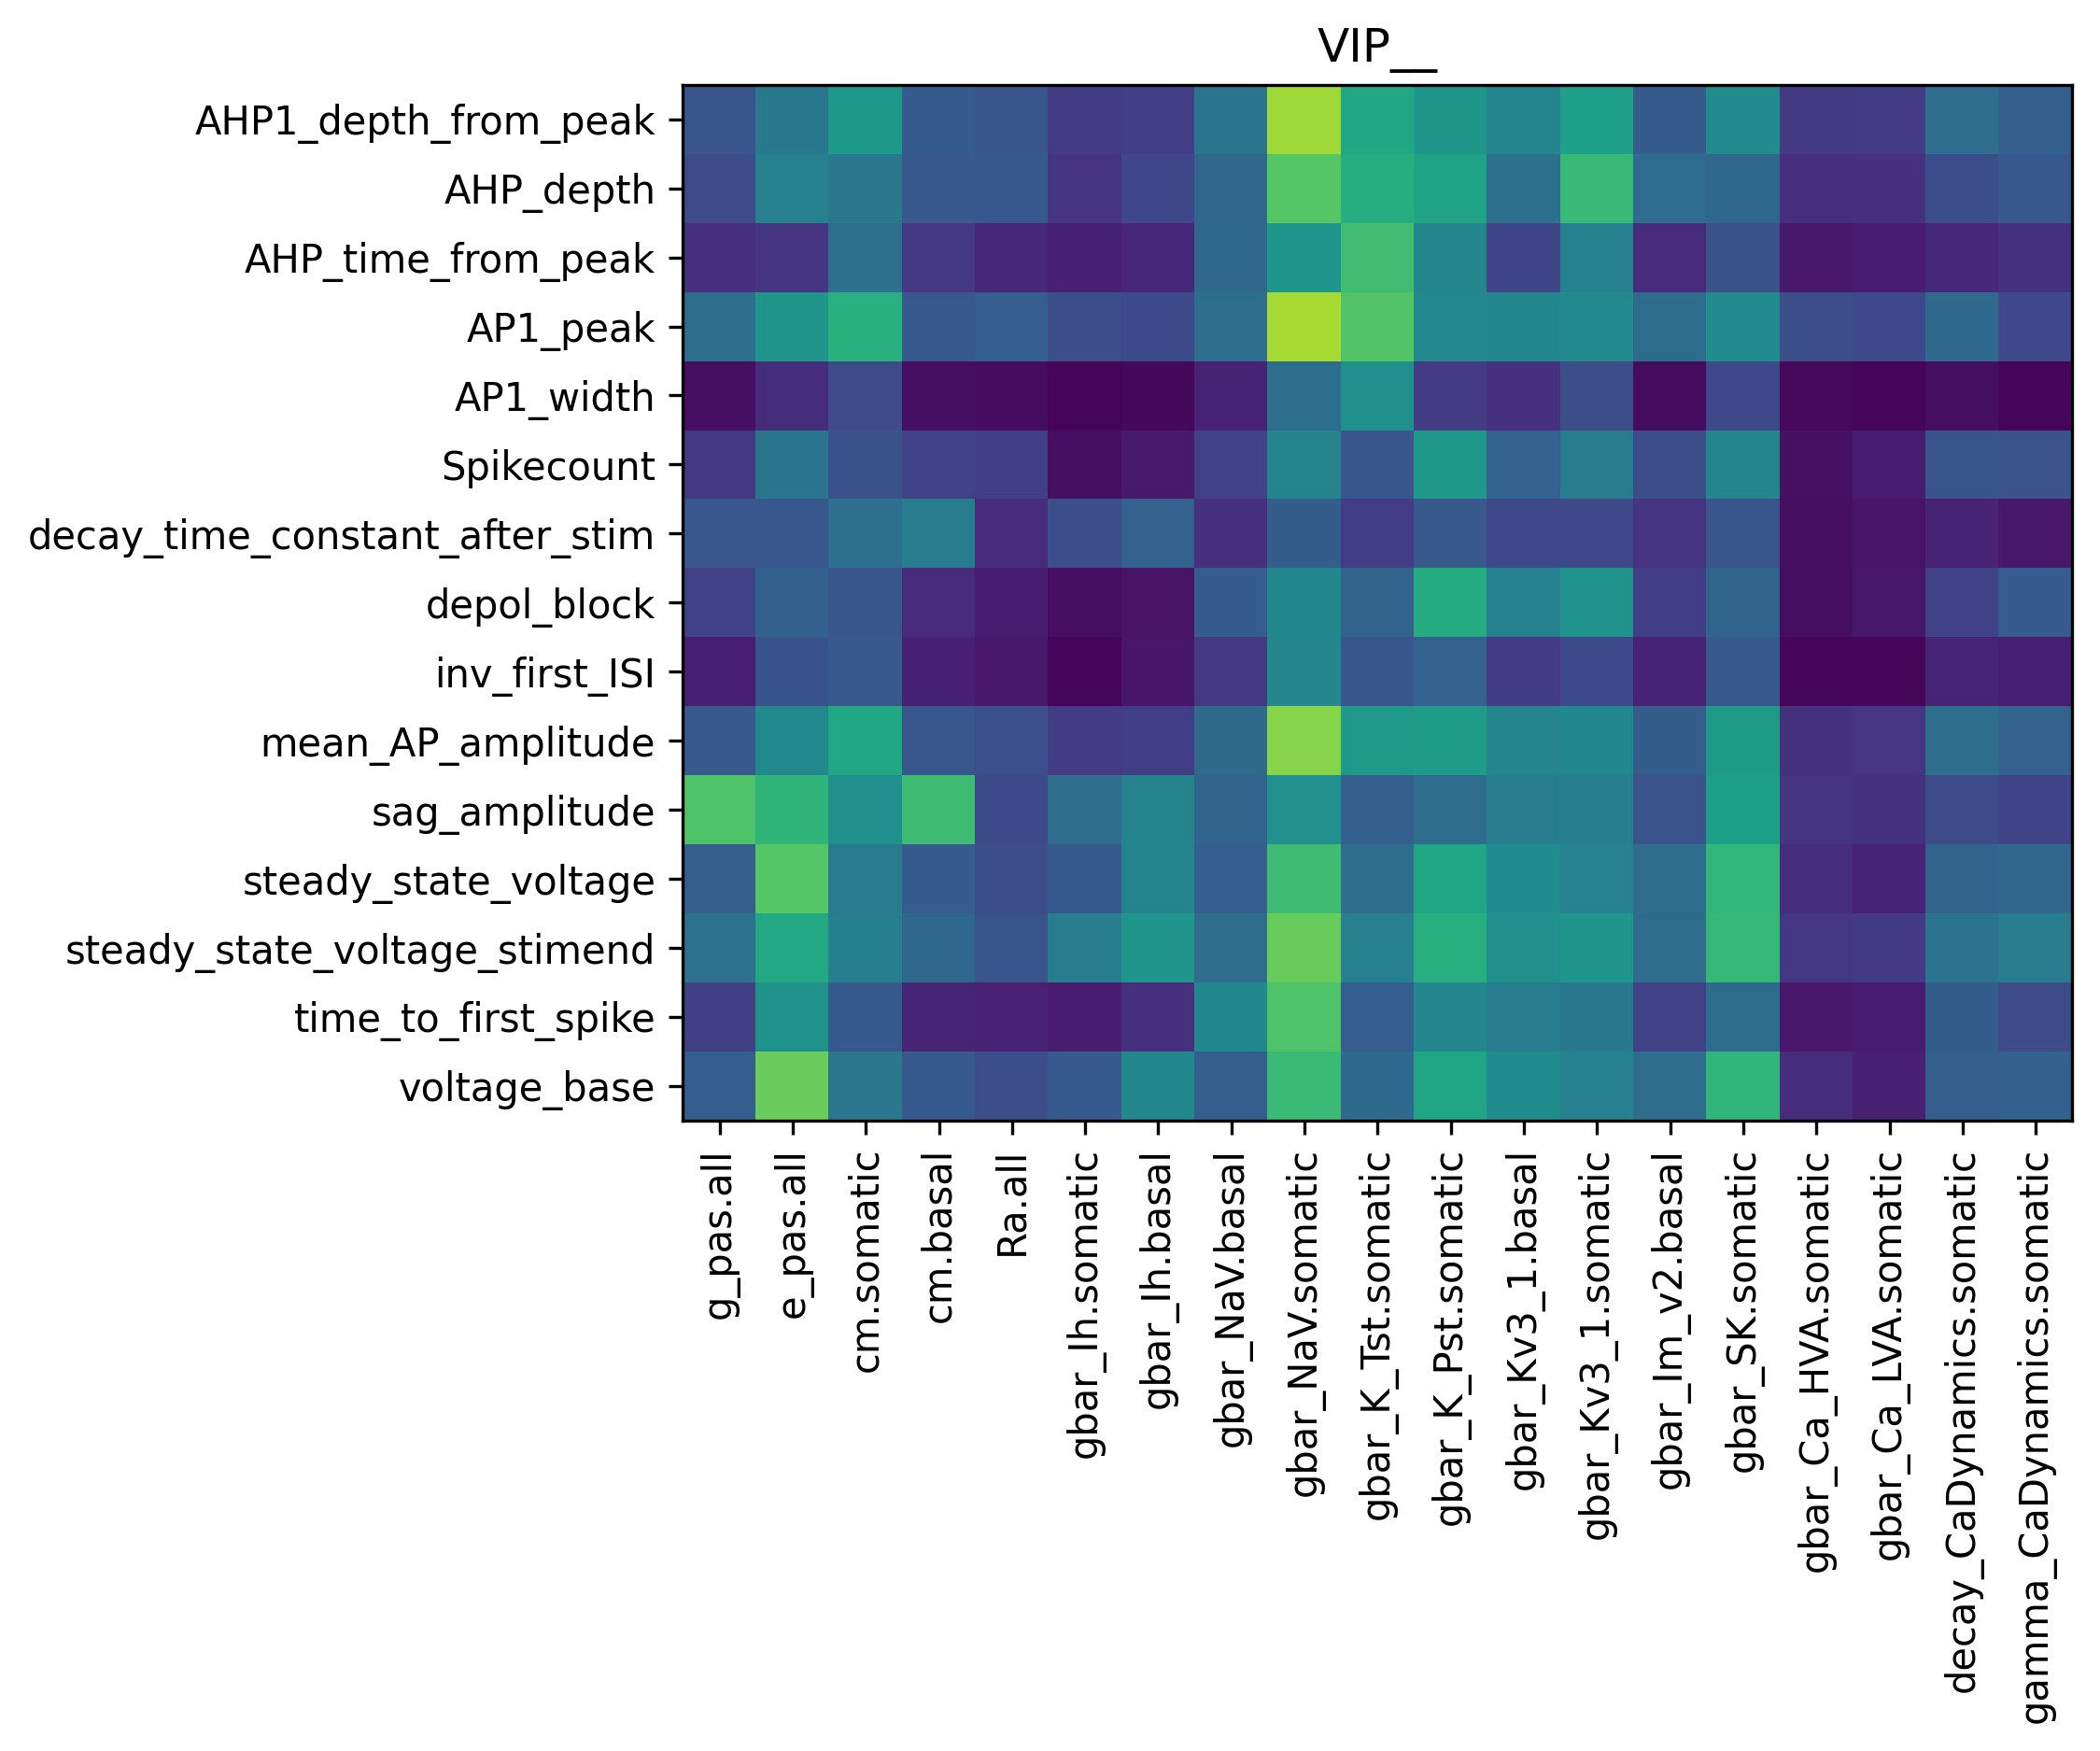 VIP__
AHP1_depth_from_peak
AHP_depth
AHP_time_from_peak
AP1_peak
AP1_width
Spikecount
decay_time_constant_after_stim
depol_block
inv_first_ISI
mean_AP_amplitude
sag_amplitude
steady_state_voltage
steady_state_voltage_stimend
time_to_first_spike
voltage_base
g_pas.all
e_pas.all
cm.somatic
cm.basal
Ra.all
gbar_Ih.somatic
gbar_Ih.basal
gbar_NaV.basal
gbar_NaV.somatic
gbar_K_Tst.somatic
gbar_K_Pst.somatic
gbar_Kv3_1.basal
gbar_Kv3_1.somatic
gbar_Im_v2.basal
gbar_SK.somatic
gbar_Ca_HVA.somatic
gbar_Ca_LVA.somatic
decay_CaDynamics.somatic
gamma_CaDynamics.somatic